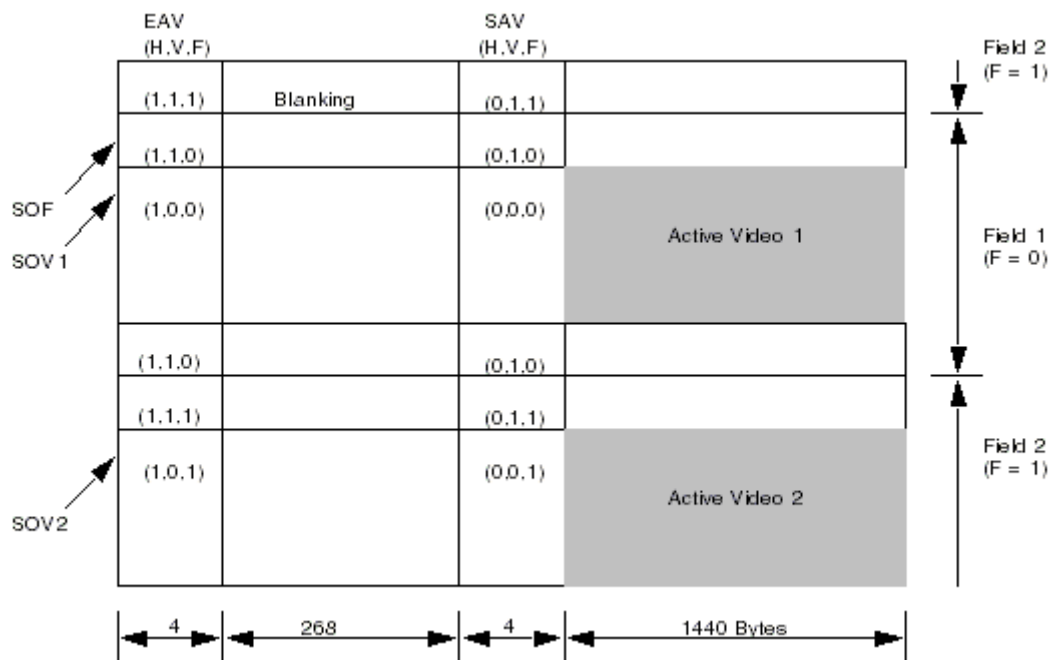 EAV
(H,V,F)
SAV
(H,V,F)
Field 2
(F = 1)
(1,1,1)
Blanking
(0,1,1)
(1,1,0)
(0,1,0)
SOF
SOV1
(1,0,0)
(0,0,0)
Active Video 1
Field 1
(F = 0)
(1,1,0)
(0,1,0)
(1,1,1)
(0,1,1)
SOV2
(1,0,1)
(0,0,1)
Active Video 2
Field 2
(F = 1)
4
268
4
1440 Bytes